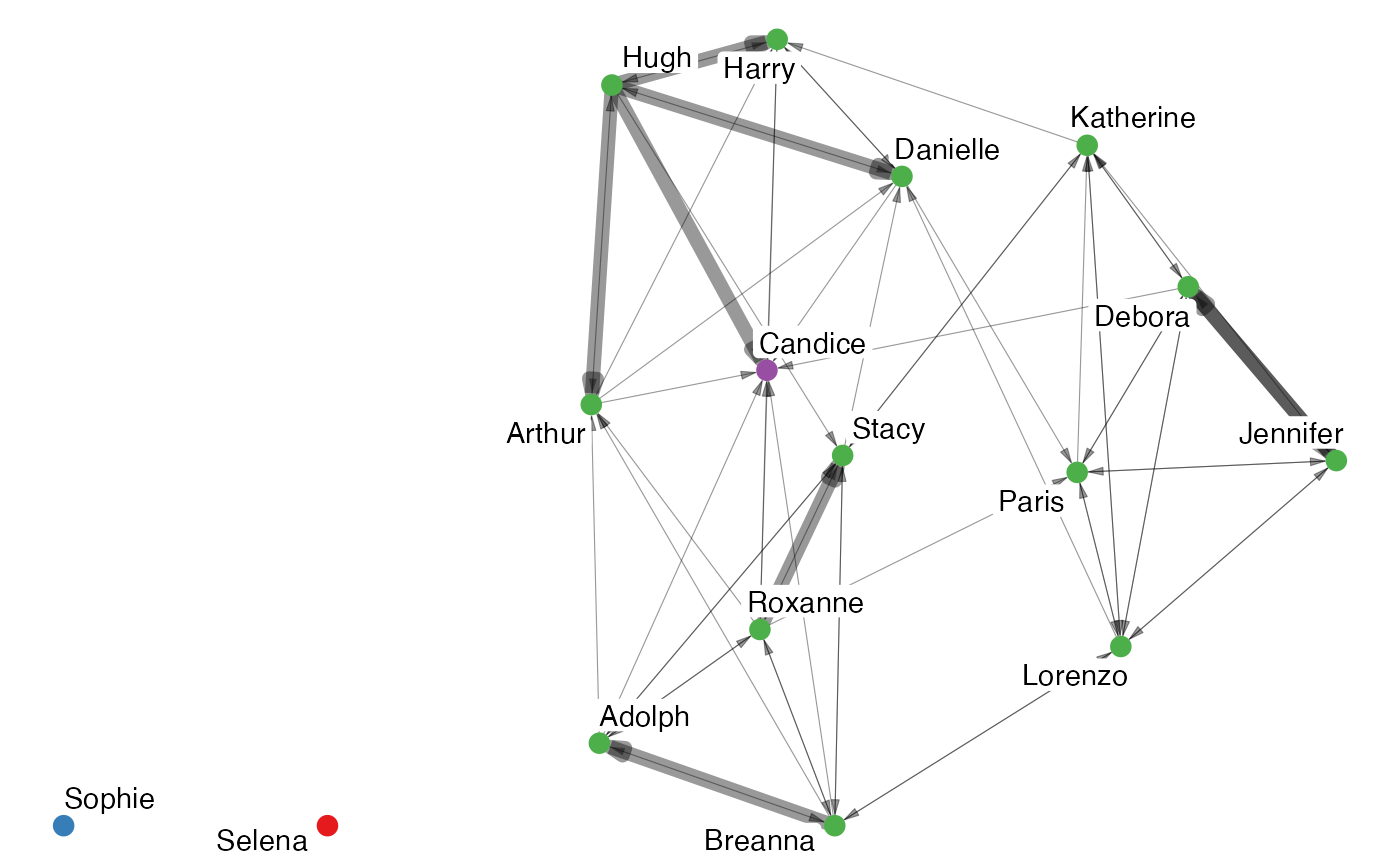 Hugh
Harry
Katherine
Danielle
Debora
Candice
Stacy
Arthur
Jennifer
Paris
Roxanne
Lorenzo
Adolph
Sophie
Selena
Breanna